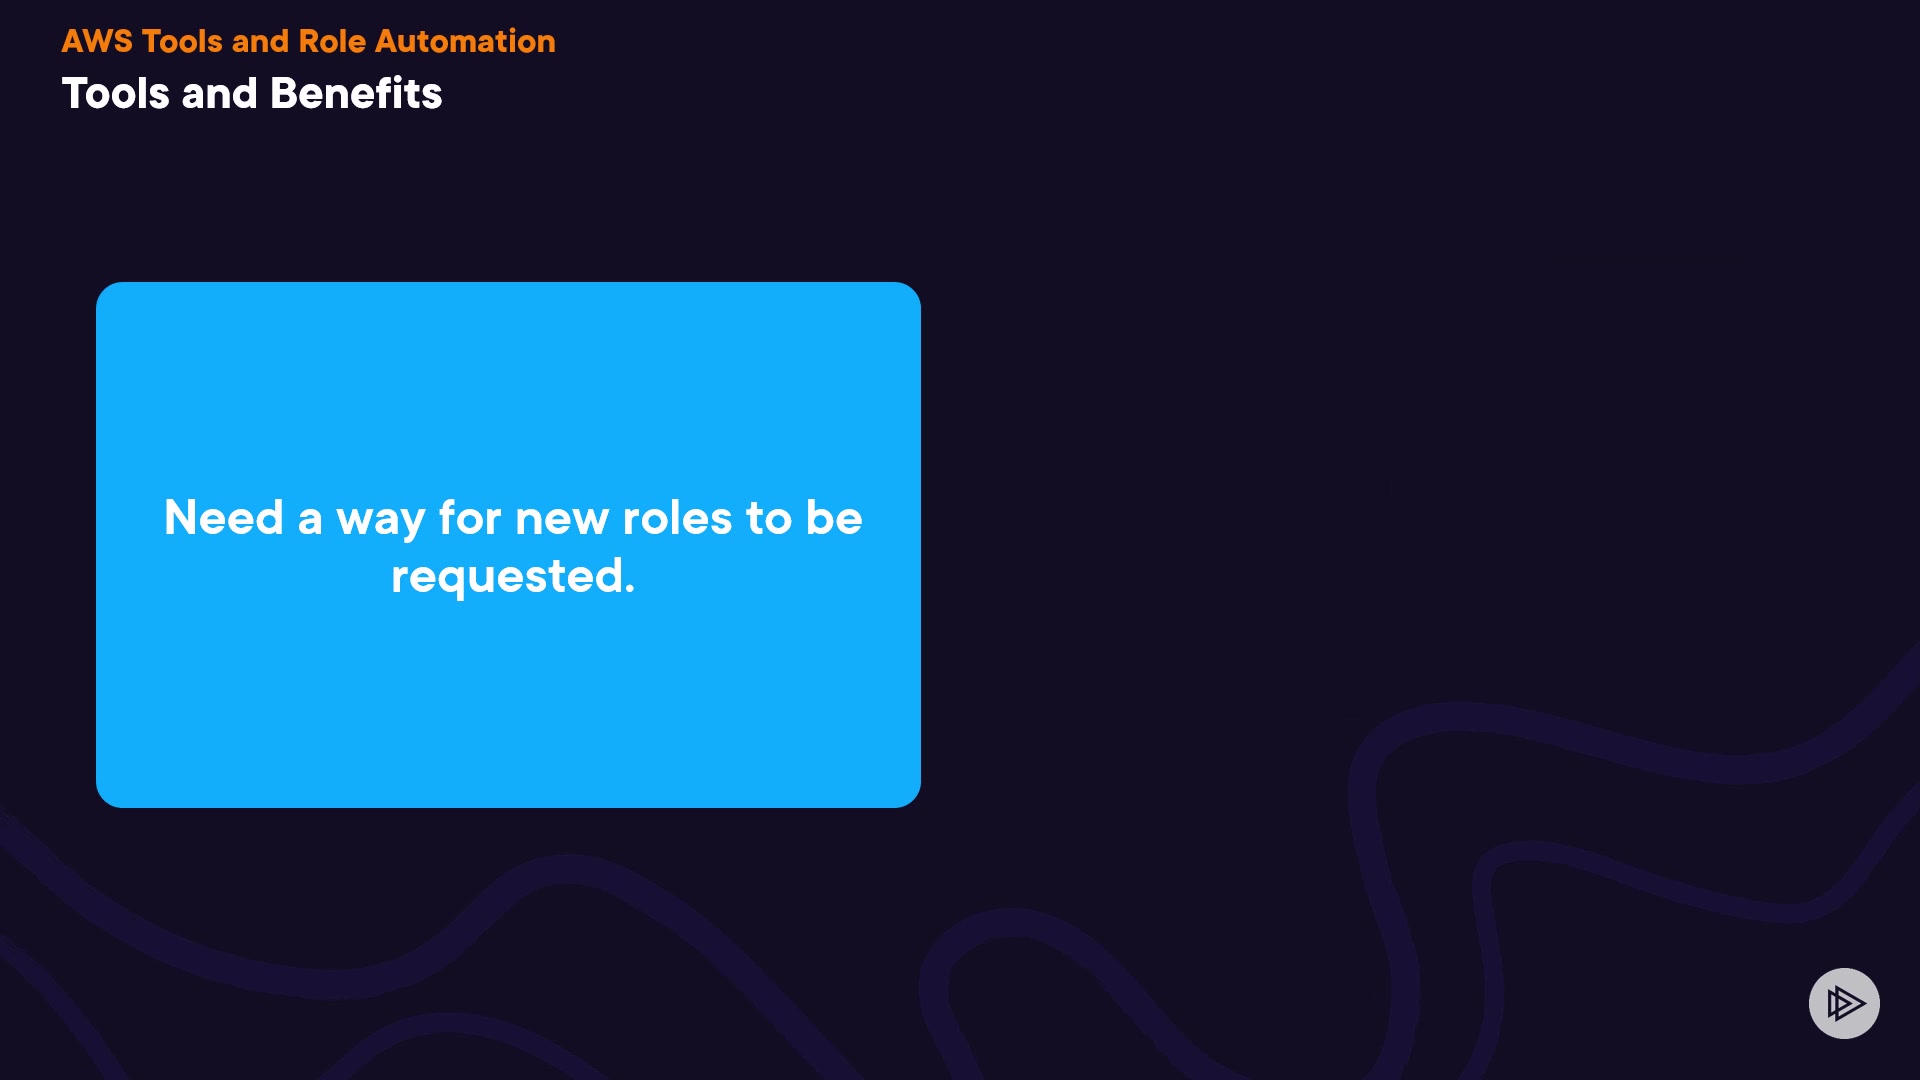 AWS Tools and Role Automation
Tools and Benefits
Need a way for new roles to be
requested.